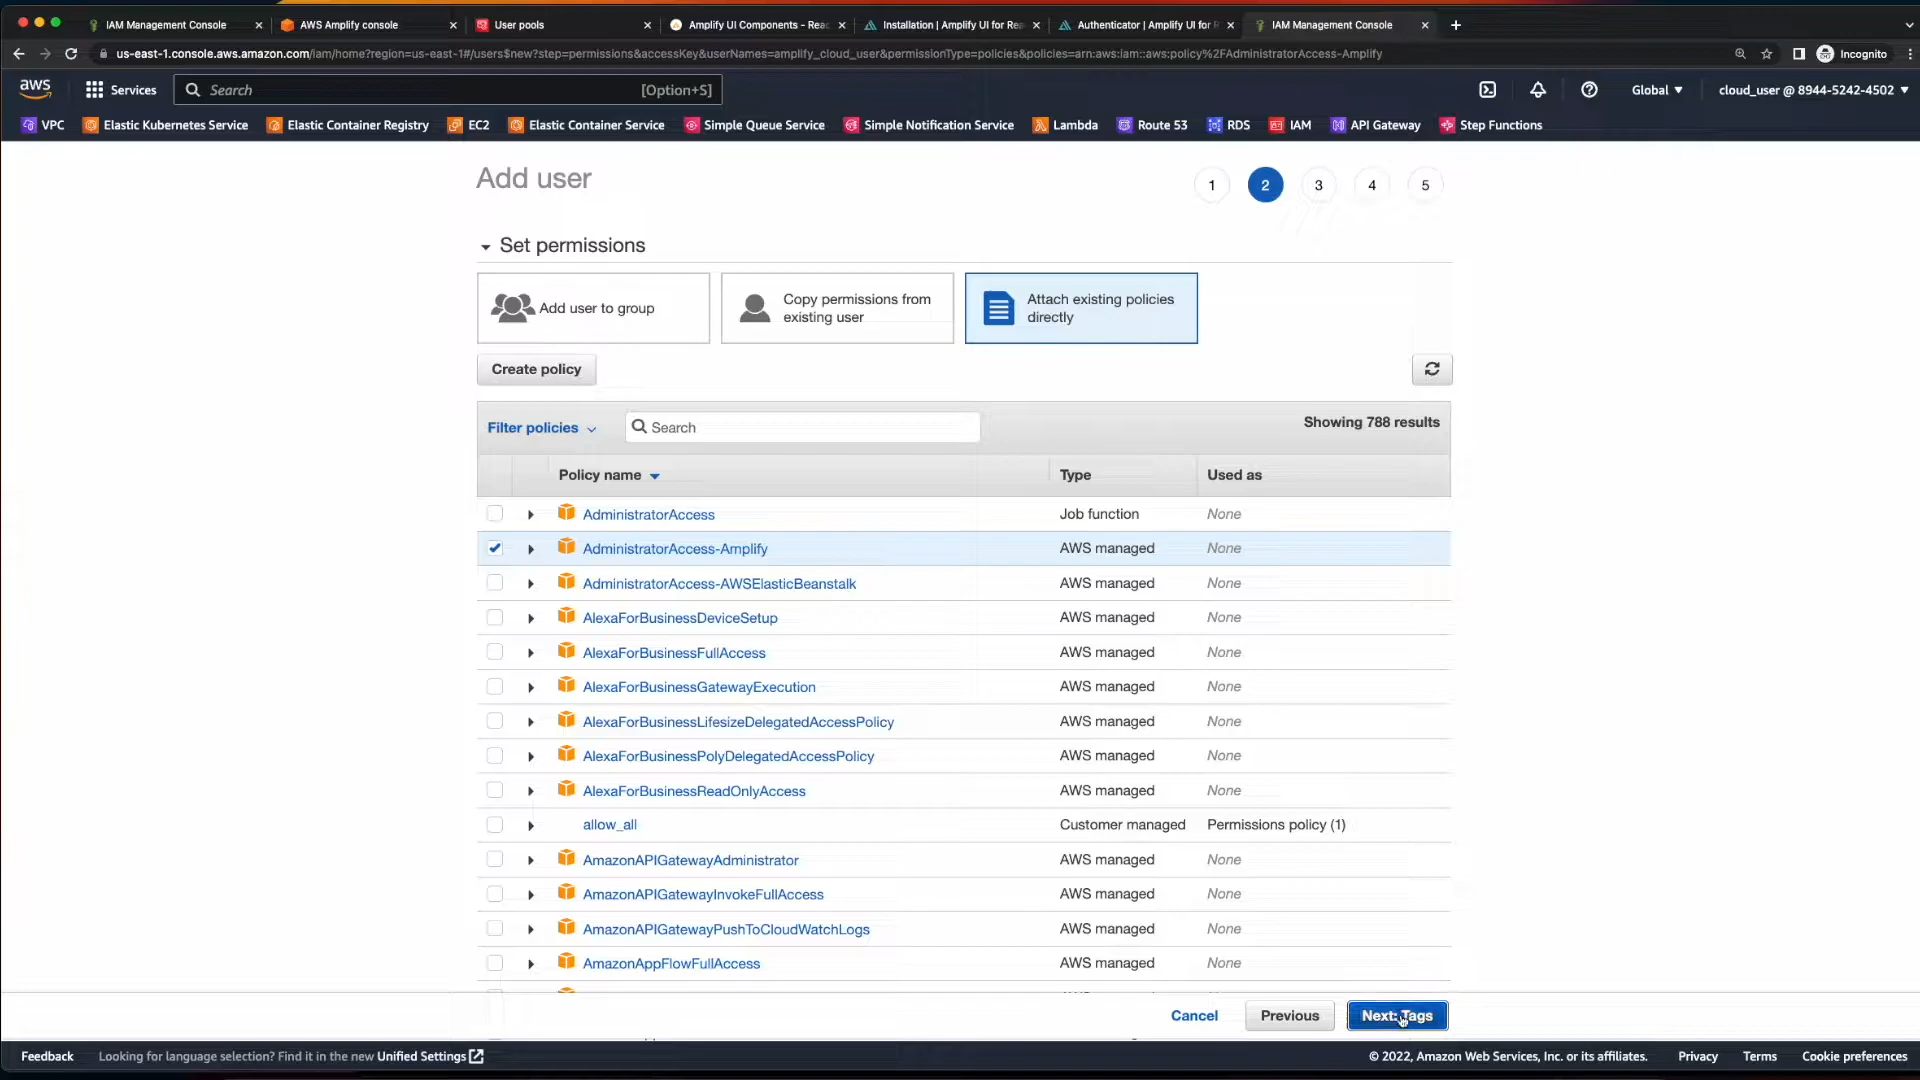 IAM Management Console
AWS Amplify console
User pools
Amplify UI Components - Rea
Installation | Amplify UI for Re
Authenticator | Amplify UI for R
IAM Management Console
us-east-1.console.aws.amazon.com/iam/home?region=us-east-1#/users$new?step=permissions&accessKey&userNames=amplify_cloud_user&permissionType=policies&policies=arn:aws:iam::aws:policy%2FAdministratorAccess-Amplify
Incognito
aws
Services
Search
[Option+S]
Global
cloud_user @ 8944-5242-4502
VPC
Elastic Kubernetes Service
Elastic Container Registry
EC2
Elastic Container Service
Simple Queue Service
Simple Notification Service
Lambda
Route 53
RDS
IAM
API Gateway
Step Functions
Add user
1
2
3
4
5
Set permissions
Add user to group
Copy permissions from
existing user
Attach existing policies
directly
Create policy
Filter policies
Search
Showing 788 results
Policy name
Type
Used as
AdministratorAccess
Job function
None
AdministratorAccess-Amplify
AWS managed
None
AdministratorAccess-AWSElasticBeanstalk
AWS managed
None
AlexaForBusinessDeviceSetup
AWS managed
None
AlexaForBusinessFullAccess
AWS managed
None
AlexaForBusinessGatewayExecution
AWS managed
None
AlexaForBusinessLifesizeDelegatedAccessPolicy
AWS managed
None
AlexaForBusinessPolyDelegatedAccessPolicy
AWS managed
None
AlexaForBusinessReadOnlyAccess
AWS managed
None
allow_all
Customer managed
Permissions policy (1)
AmazonAPIGatewayAdministrator
AWS managed
None
AmazonAPIGatewayInvokeFullAccess
AWS managed
None
AmazonAPIGatewayPushToCloudWatchLogs
AWS managed
None
AmazonAppFlowFullAccess
AWS managed
None
Cancel
Previous
Next: Tags
Feedback
Looking for language selection? Find it in the new Unified Settings
© 2022, Amazon Web Services, Inc. or its affiliates.
Privacy
Terms
Cookie preferences